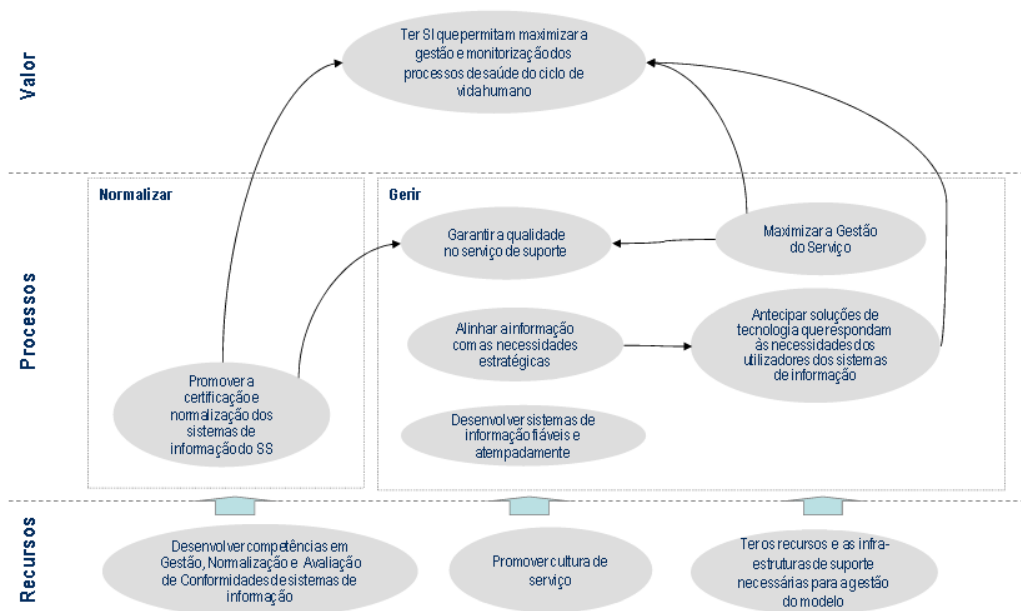 Valor
Ter SI que permitam maximizar a
gestão e monitorização dos
processos de saúde do ciclo de
vida humano
Processos
Normalizar
Gerir
Garantir a qualidade
no serviço de suporte
Maximizar a Gestão
do Serviço
Alinhar a informação
com as necessidades
estratégicas
Antecipar soluções de
tecnologia que respondam
às necessidades dos
utilizadores dos sistemas
de informação
Promover a
certificação e
normalização dos
sistemas de
informação do SS
Desenvolver sistemas de
informação fiáveis e
atempadamente
Recursos
Desenvolver competências em
Gestão, Normalização e Avaliação
de Conformidades de sistemas de
informação
Promover cultura de
serviço
Ter os recursos e as infra-
estruturas de suporte
necessárias para a gestão
do modelo